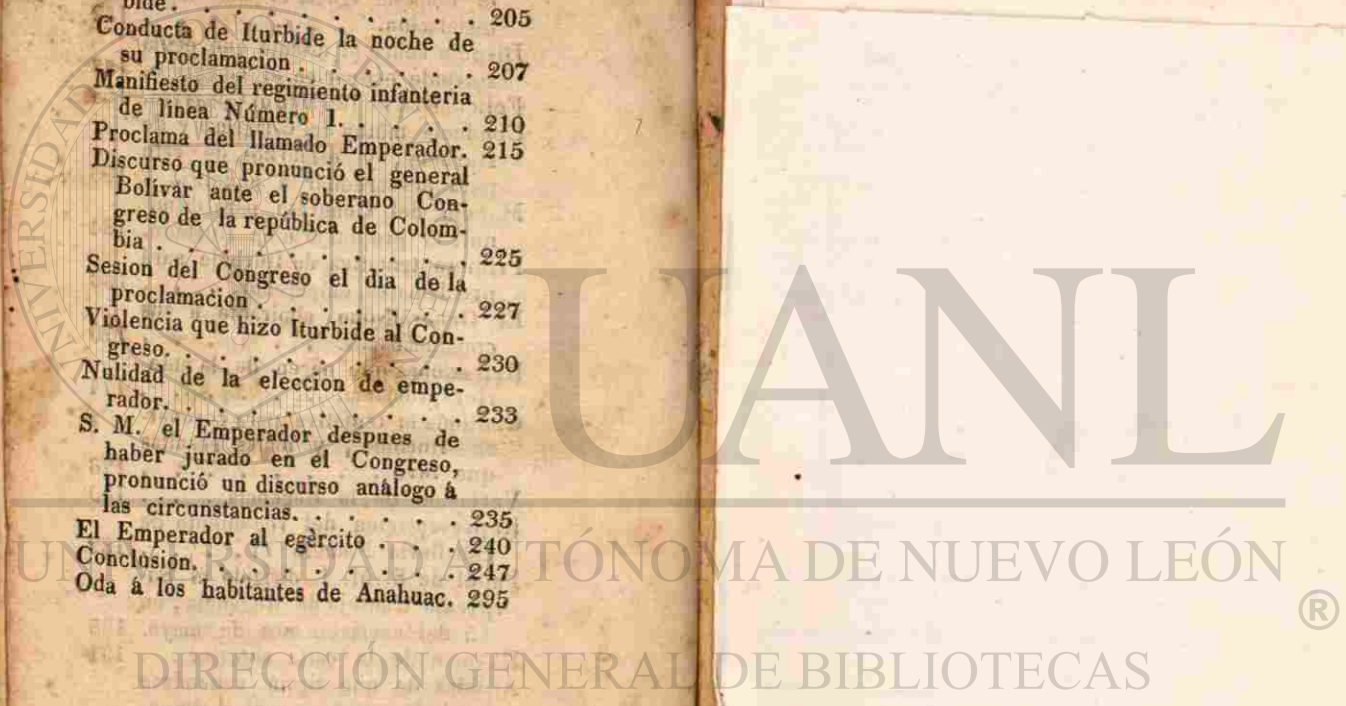 bide. . . . . . . . . . 205
Conducta de Iturbide la noche de
su proclamacion . . . . . . 207
Manifiesto del regimiento infanteria
de línea Número 1. . . . . 210
Proclama del llamado Emperador. 215
Discurso que pronunció el general
Bolívar ante el soberano Con-
greso de la república de Colom-
bia . . . . . . . . . . 225
Sesion del Congreso el dia de la
proclamacion . . . . . . . 227
Violencia que hizo Iturbide al Con-
greso. . . . . . . . . . 230
Nulidad de la eleccion de empe-
rador. . . . . . . . . . 233
S. M. el Emperador despues de
haber jurado en el Congreso,
pronunció un discurso análogo á
las circunstancias. . . . . . 235
El Emperador al egèrcito . . . 240
Conclusion. . . . . . . . . 247
Oda á los habitantes de Anahuac. 295
UANL
UNIVERSIDAD AUTÓNOMA DE NUEVO LEÓN
®
DIRECCIÓN GENERAL DE BIBLIOTECAS